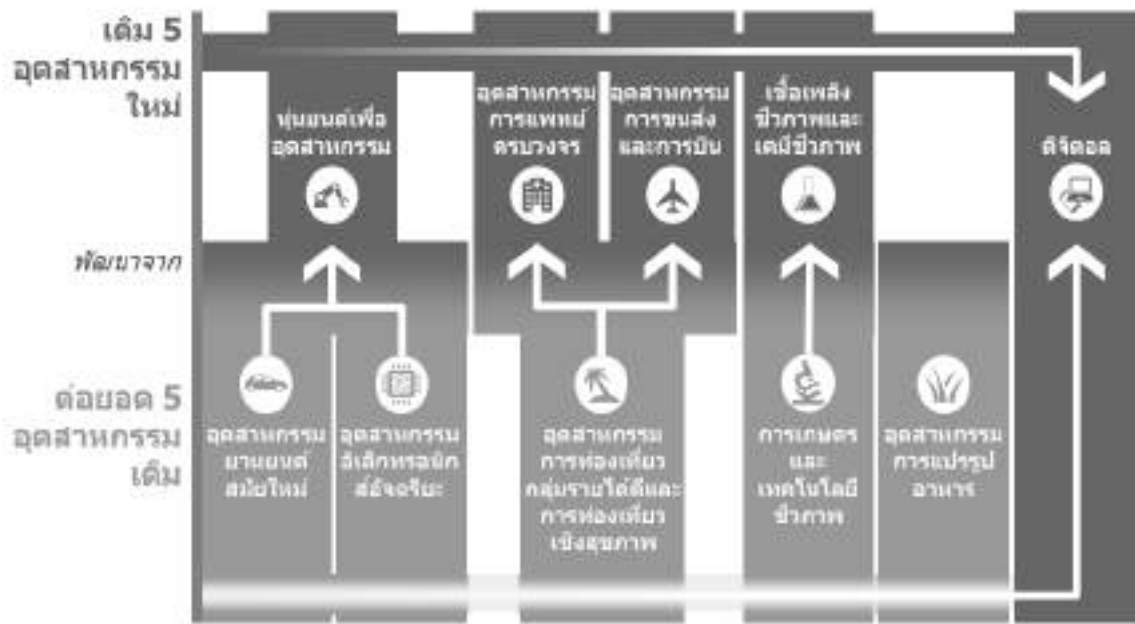 เติม 5
อุตสาหกรรม
ใหม่
หุ่นยนต์เพื่อ
อุตสาหกรรม
อุตสาหกรรม
การแพทย์
ครบวงจร
อุตสาหกรรม
การขนส่ง
และการบิน
เชื้อเพลิง
ชีวภาพและ
เคมีชีวภาพ
ดิจิตอล
พัฒนาจาก
ต่อยอด 5
อุตสาหกรรม
เดิม
อุตสาหกรรม
ยานยนต์
สมัยใหม่
อุตสาหกรรม
อิเล็กทรอนิก
ส์อัจฉริยะ
อุตสาหกรรม
การท่องเที่ยว
กลุ่มรายได้ดีและ
การท่องเที่ยว
เชิงสุขภาพ
การเกษตร
และ
เทคโนโลยี
ชีวภาพ
อุตสาหกรรม
การแปรรูป
อาหาร